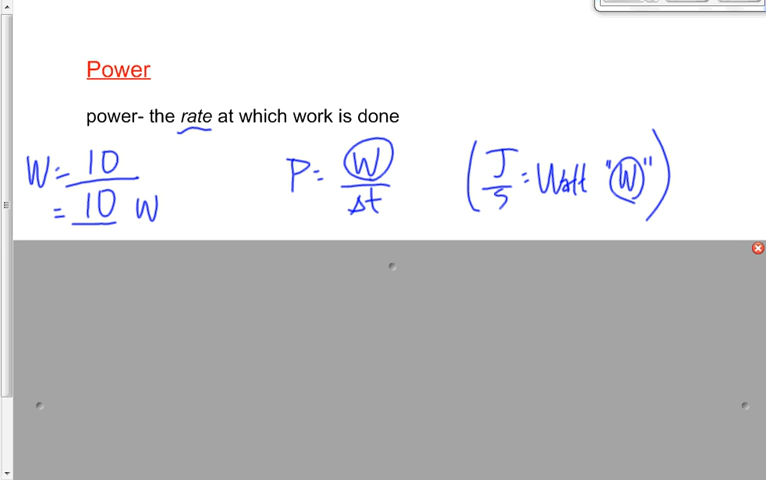 Power
power- the rate at which work is done
W = 10
= 10 W
P = W / Δt
(J/s = Watt "W")